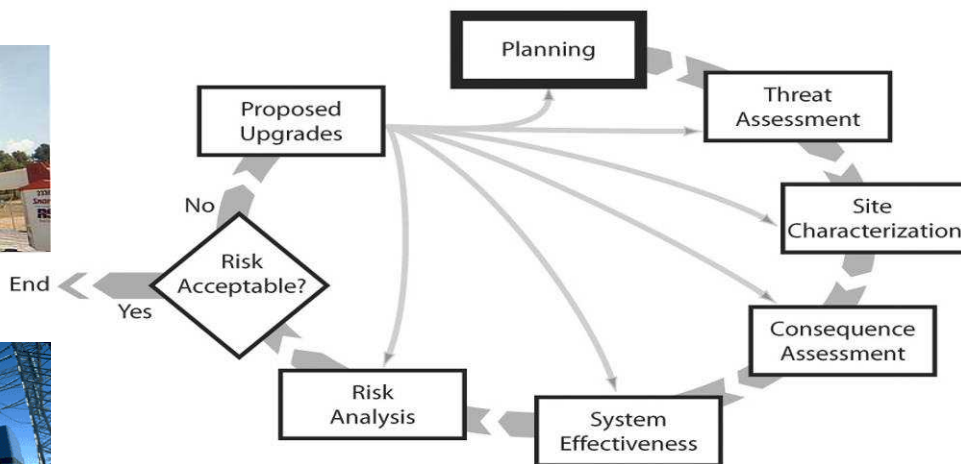 Planning
Threat
Assessment
Site
Characterization
Consequence
Assessment
System
Effectiveness
Risk
Analysis
Risk
Acceptable?
Yes
End
No
Proposed
Upgrades